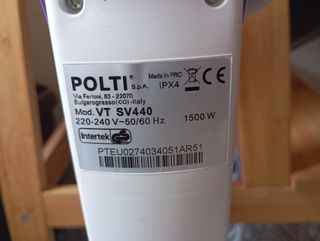 POLTI® S.p.A. Made in PRC
IPX4 CE
Via Ferloni, 83 - 22070
Bulgarograsso(CO) -Italy
Mod. VT SV440
220-240 V~50/60 Hz 1500 W
Intertek
PTEU0274034051AR51